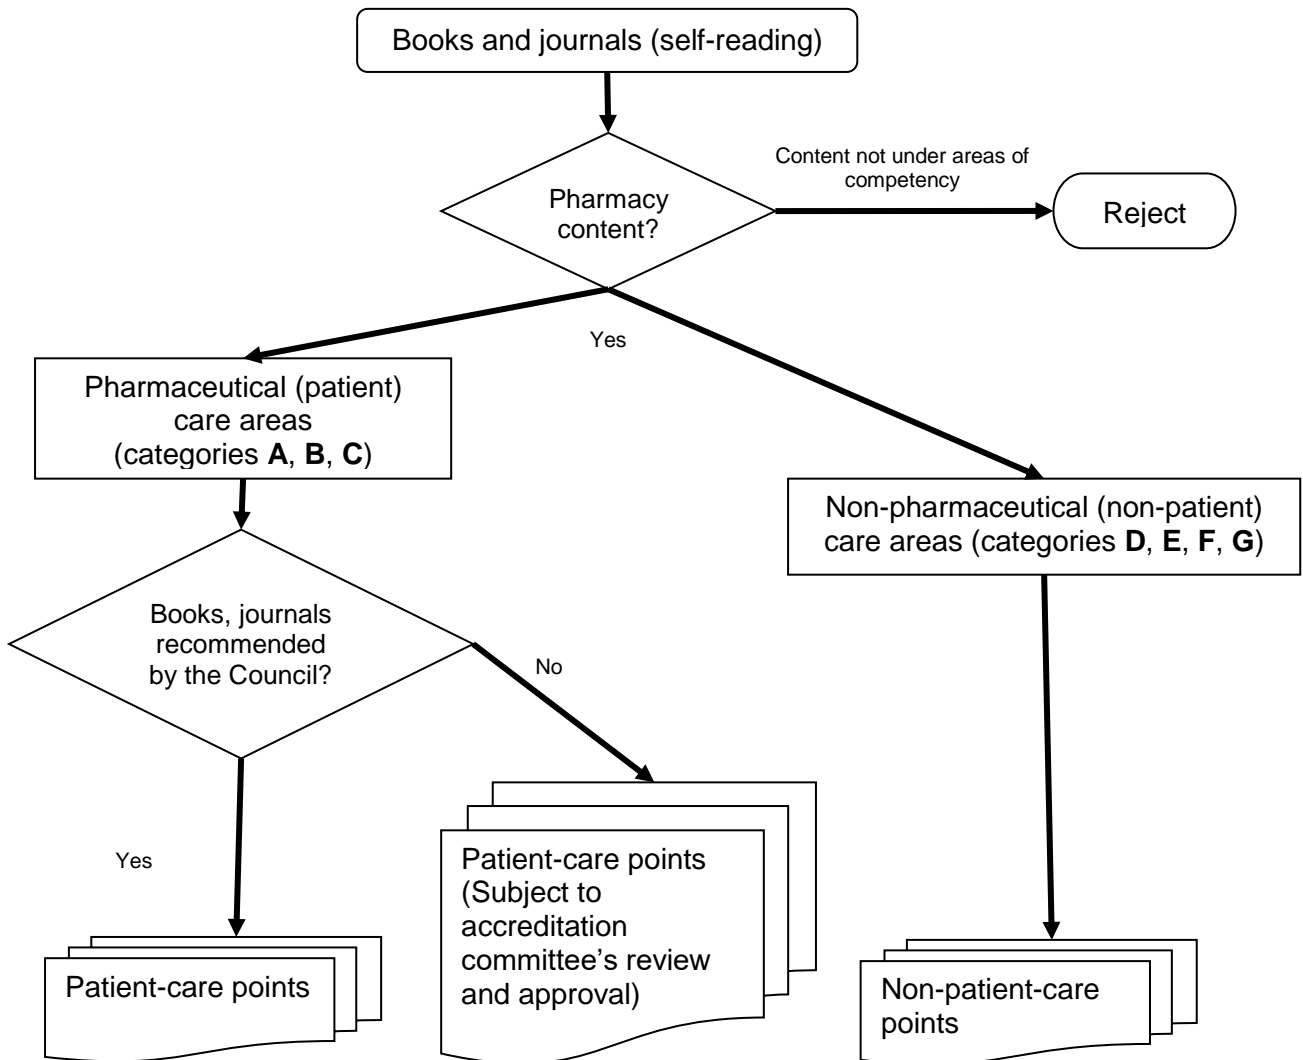 Books and journals (self-reading)
Content not under areas of
competency
Pharmacy
content?
Reject
Yes
Pharmaceutical (patient)
care areas
(categories A, B, C)
Non-pharmaceutical (non-patient)
care areas (categories D, E, F, G)
Books, journals
recommended
by the Council?
No
Yes
Patient-care points
(Subject to
accreditation
committee’s review
and approval)
Patient-care points
Non-patient-care
points